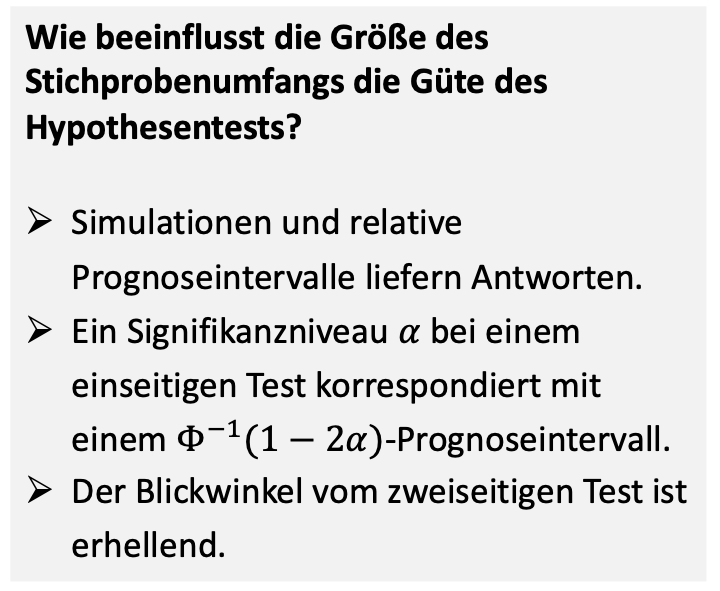 Wie beeinflusst die Größe des
Stichprobenumfangs die Güte des
Hypothesentests?
➢ Simulationen und relative
Prognoseintervalle liefern Antworten.
➢ Ein Signifikanzniveau 𝛼 bei einem
einseitigen Test korrespondiert mit
einem Φ⁻¹(1 − 2𝛼)-Prognoseintervall.
➢ Der Blickwinkel vom zweiseitigen Test ist
erhellend.